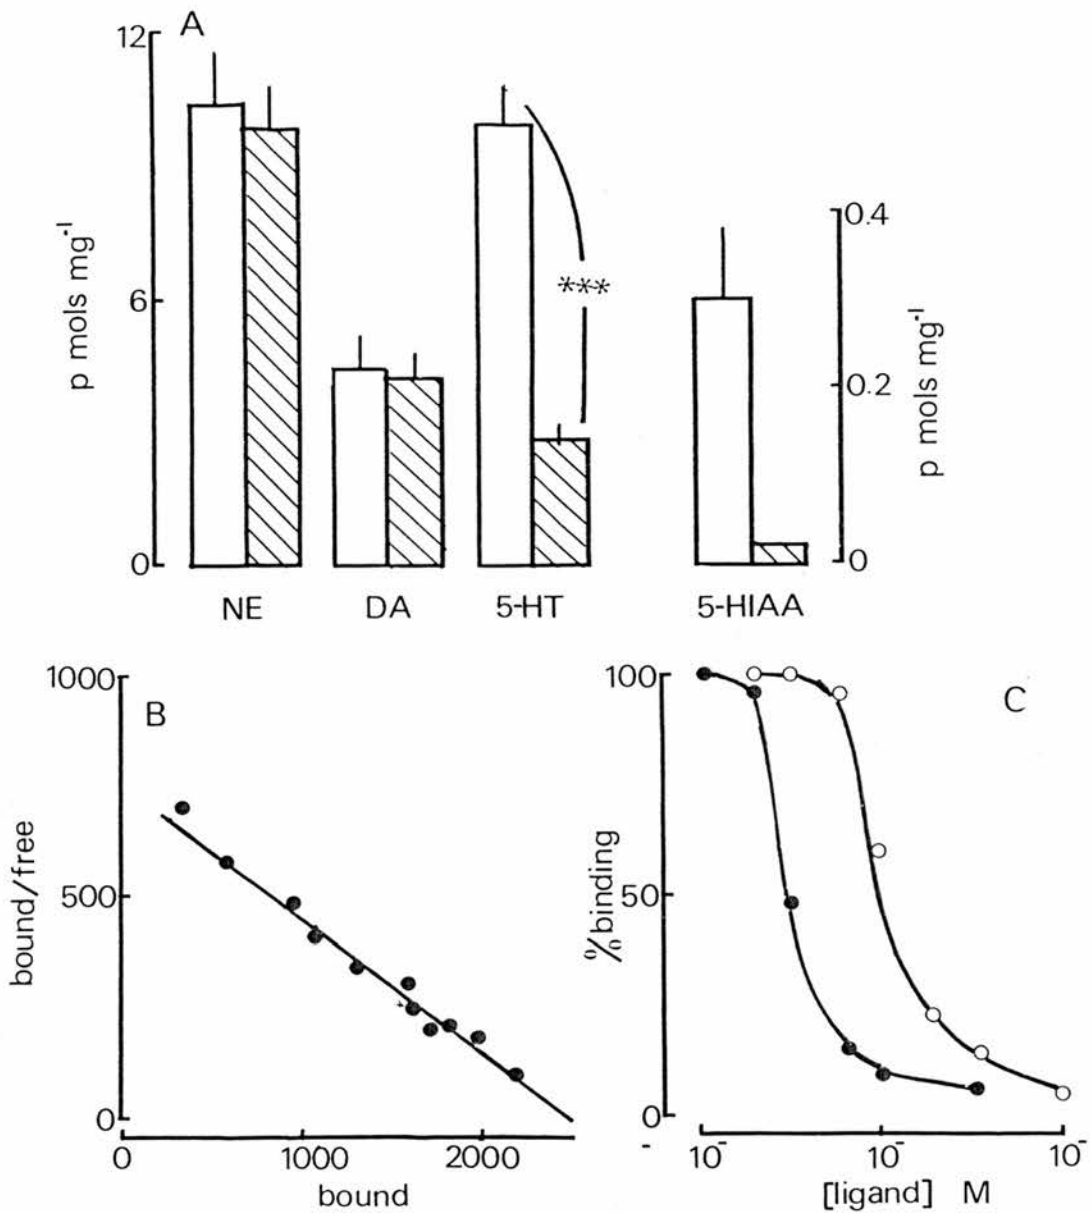 A
12
6
0
p mols mg⁻¹
0.4
0.2
0
p mols mg⁻¹
***
NE DA 5-HT 5-HIAA
B
1000
500
0
bound/free
0 1000 2000
bound
C
100
50
0
%binding
-
10⁻ 10⁻ 10⁻
[ligand] M